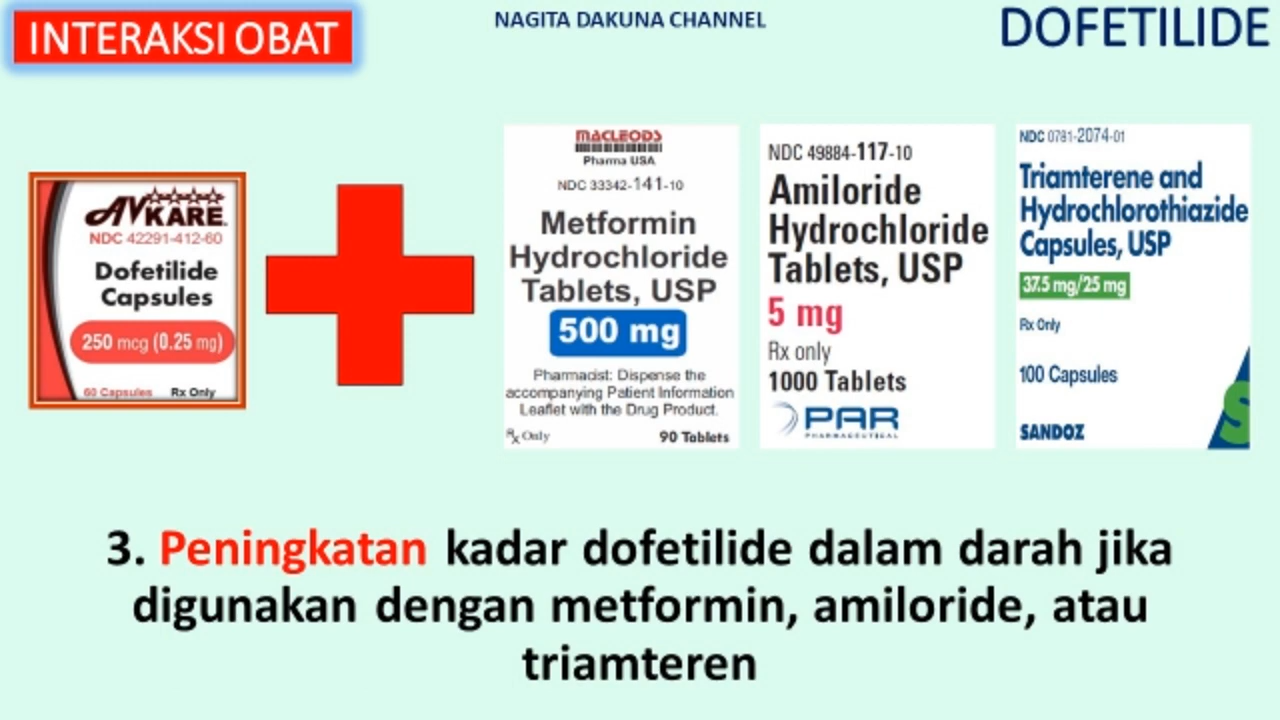 INTERAKSI OBAT
NAGITA DAKUNA CHANNEL
DOFETILIDE
AVKARE
NDC 42291-412-60
Dofetilide
Capsules
250 mcg (0.25 mg)
60 Capsules Rx Only
MACLEODS
Pharma USA
NDC 33342-141-10
Metformin
Hydrochloride
Tablets, USP
500 mg
Pharmacist: Dispense the
accompanying Patient Information
Leaflet with the Drug Product.
Rx Only 90 Tablets
NDC 49884-117-10
Amiloride
Hydrochloride
Tablets, USP
5 mg
Rx only
1000 Tablets
PAR
PHARMACEUTICAL
NDC 0781-2074-01
Triamterene and
Hydrochlorothiazide
Capsules, USP
37.5 mg/25 mg
Rx Only
100 Capsules
SANDOZ
S
3. Peningkatan kadar dofetilide dalam darah jika
digunakan dengan metformin, amiloride, atau
triamteren